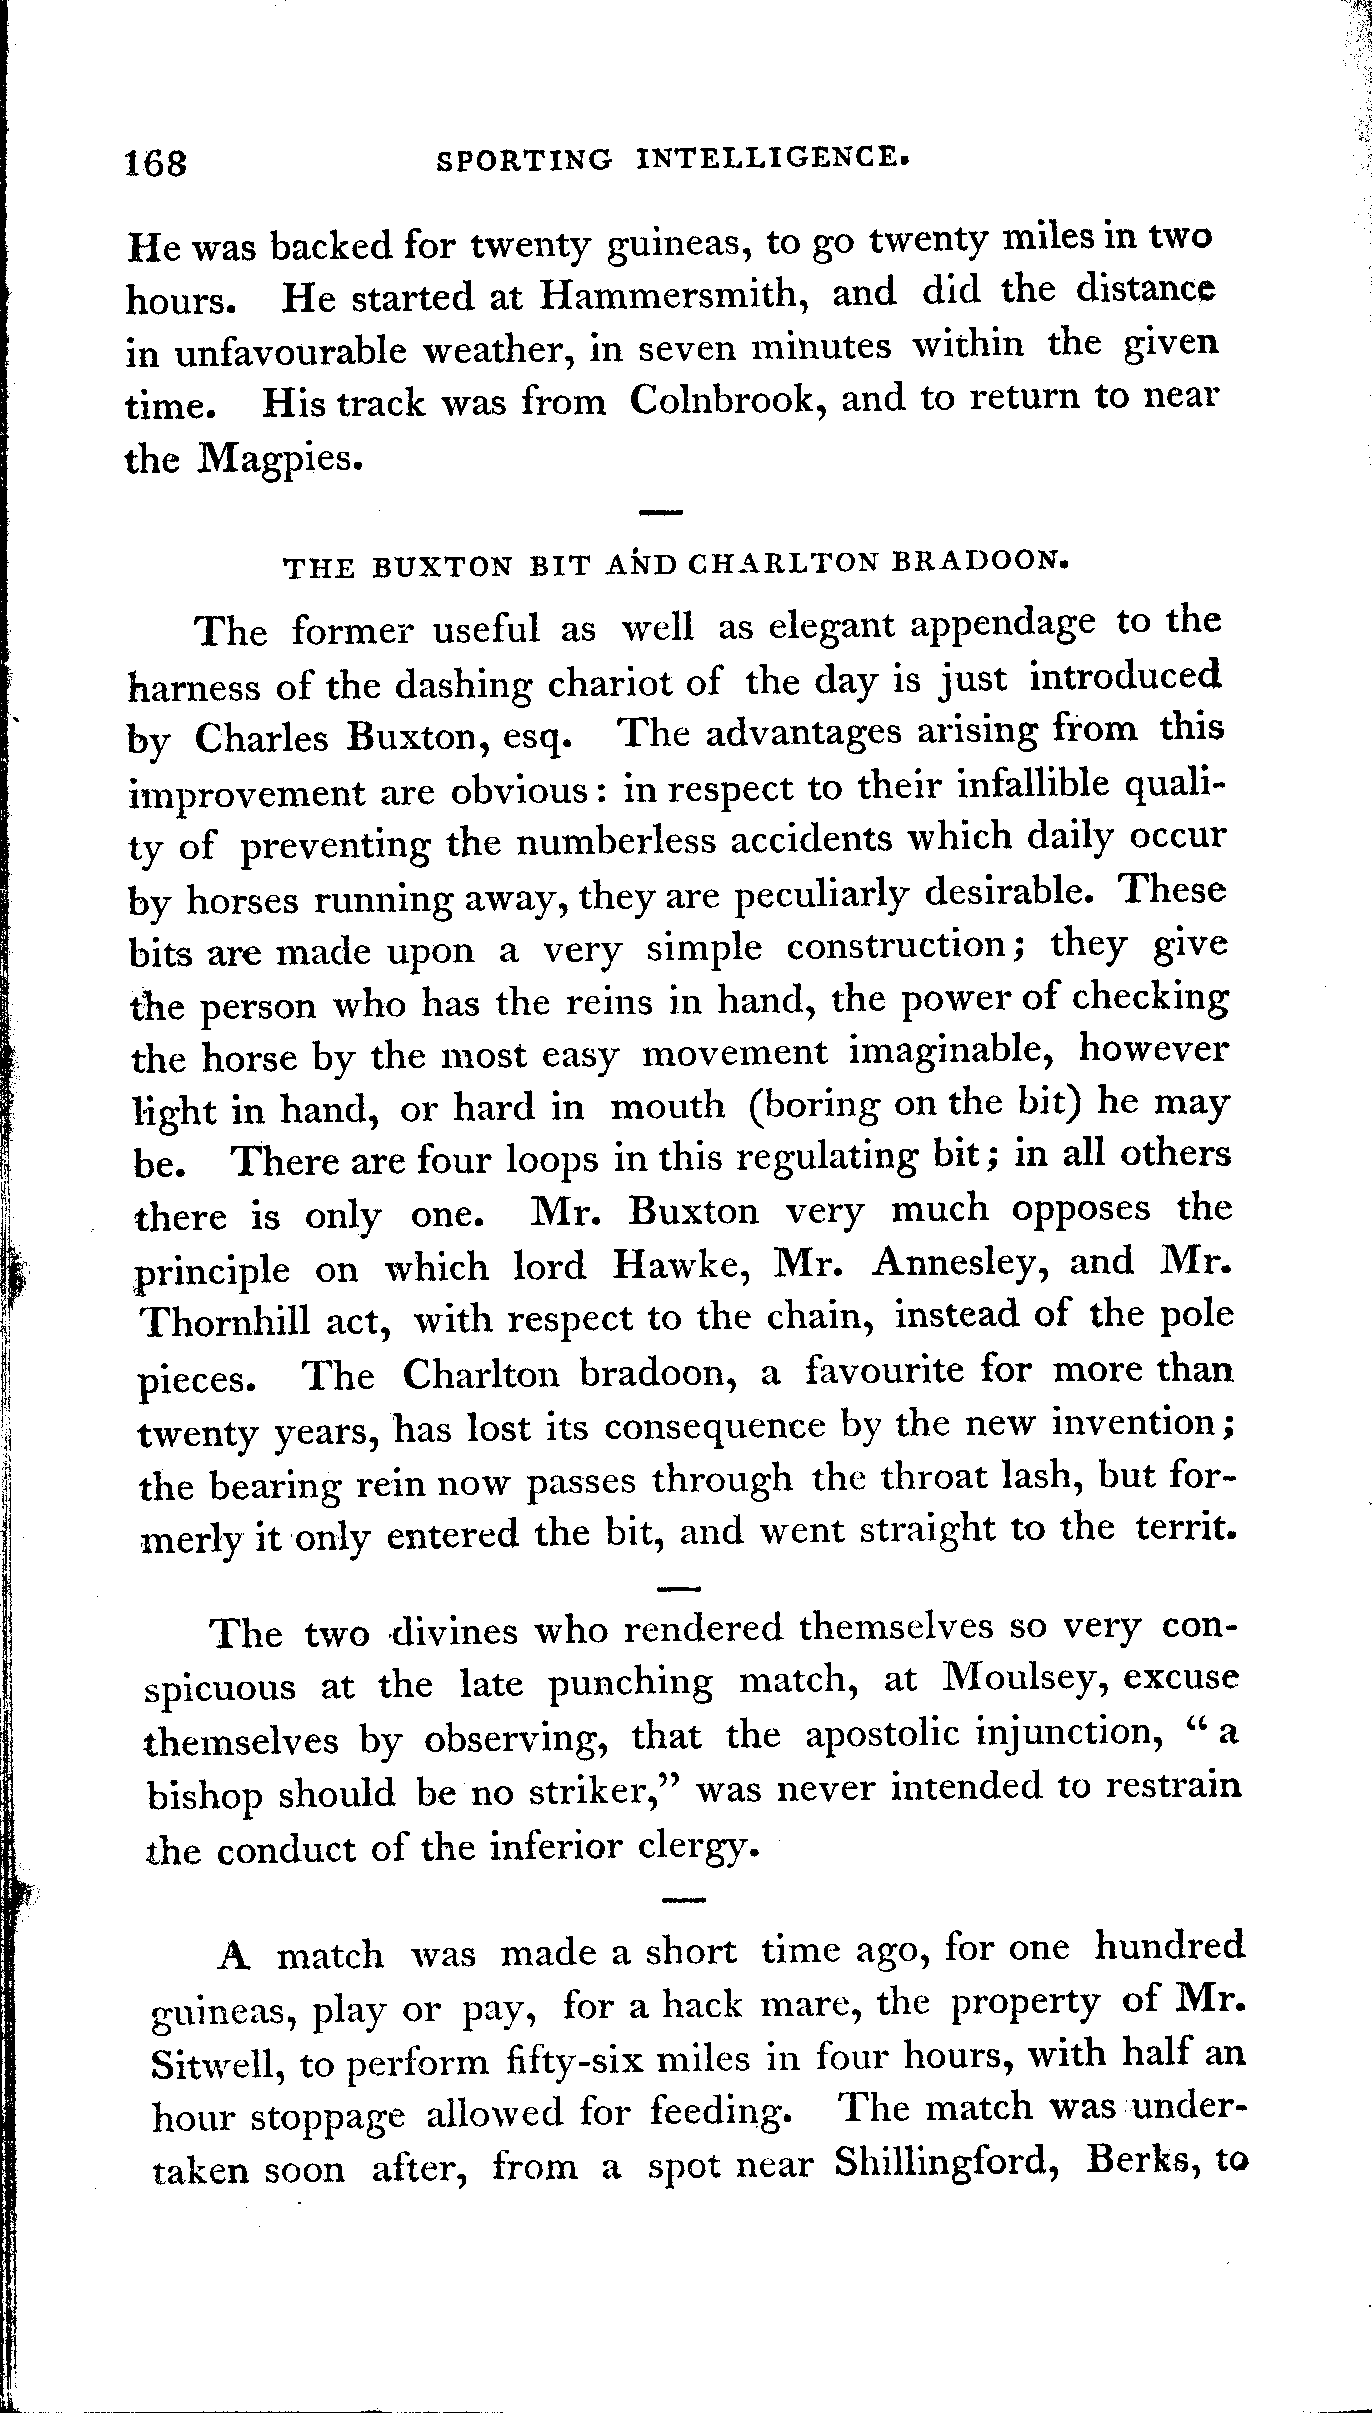 168 SPORTING INTELLIGENCE.
He was backed for twenty guineas, to go twenty miles in two
hours. He started at Hammersmith, and did the distance
in unfavourable weather, in seven minutes within the given
time. His track was from Colnbrook, and to return to near
the Magpies.
THE BUXTON BIT AND CHARLTON BRADOON.
The former useful as well as elegant appendage to the
harness of the dashing chariot of the day is just introduced
by Charles Buxton, esq. The advantages arising from this
improvement are obvious: in respect to their infallible quali-
ty of preventing the numberless accidents which daily occur
by horses running away, they are peculiarly desirable. These
bits are made upon a very simple construction; they give
the person who has the reins in hand, the power of checking
the horse by the most easy movement imaginable, however
light in hand, or hard in mouth (boring on the bit) he may
be. There are four loops in this regulating bit; in all others
there is only one. Mr. Buxton very much opposes the
principle on which lord Hawke, Mr. Annesley, and Mr.
Thornhill act, with respect to the chain, instead of the pole
pieces. The Charlton bradoon, a favourite for more than
twenty years, has lost its consequence by the new invention;
the bearing rein now passes through the throat lash, but for-
merly it only entered the bit, and went straight to the territ.
The two divines who rendered themselves so very con-
spicuous at the late punching match, at Moulsey, excuse
themselves by observing, that the apostolic injunction, “ a
bishop should be no striker,” was never intended to restrain
the conduct of the inferior clergy.
A match was made a short time ago, for one hundred
guineas, play or pay, for a hack mare, the property of Mr.
Sitwell, to perform fifty-six miles in four hours, with half an
hour stoppage allowed for feeding. The match was under-
taken soon after, from a spot near Shillingford, Berks, to